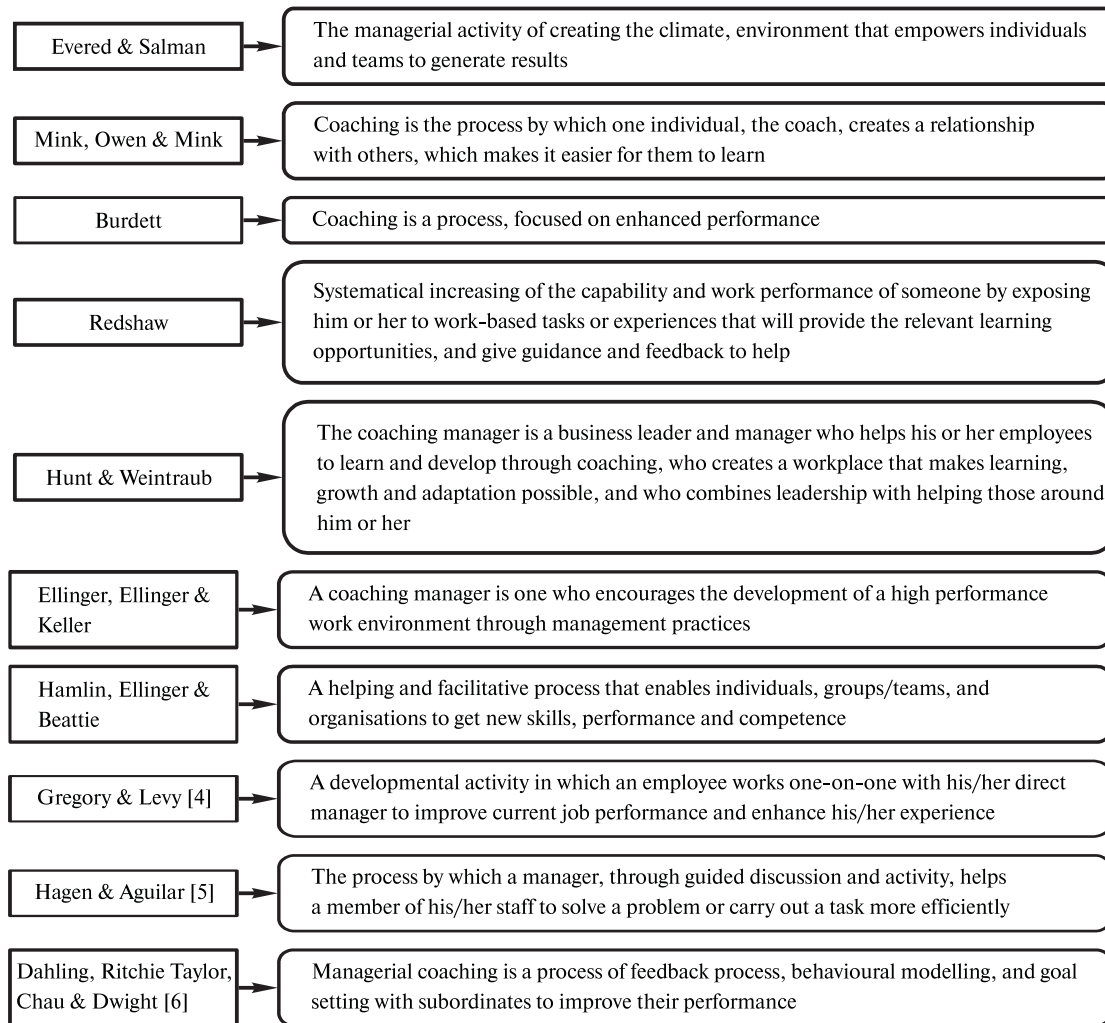 Evered & Salman
The managerial activity of creating the climate, environment that empowers individuals
and teams to generate results
Mink, Owen & Mink
Coaching is the process by which one individual, the coach, creates a relationship
with others, which makes it easier for them to learn
Burdett
Coaching is a process, focused on enhanced performance
Redshaw
Systematical increasing of the capability and work performance of someone by exposing
him or her to work-based tasks or experiences that will provide the relevant learning
opportunities, and give guidance and feedback to help
Hunt & Weintraub
The coaching manager is a business leader and manager who helps his or her employees
to learn and develop through coaching, who creates a workplace that makes learning,
growth and adaptation possible, and who combines leadership with helping those around
him or her
Ellinger, Ellinger &
Keller
A coaching manager is one who encourages the development of a high performance
work environment through management practices
Hamlin, Ellinger &
Beattie
A helping and facilitative process that enables individuals, groups/teams, and
organisations to get new skills, performance and competence
Gregory & Levy [4]
A developmental activity in which an employee works one-on-one with his/her direct
manager to improve current job performance and enhance his/her experience
Hagen & Aguilar [5]
The process by which a manager, through guided discussion and activity, helps
a member of his/her staff to solve a problem or carry out a task more efficiently
Dahling, Ritchie Taylor,
Chau & Dwight [6]
Managerial coaching is a process of feedback process, behavioural modelling, and goal
setting with subordinates to improve their performance